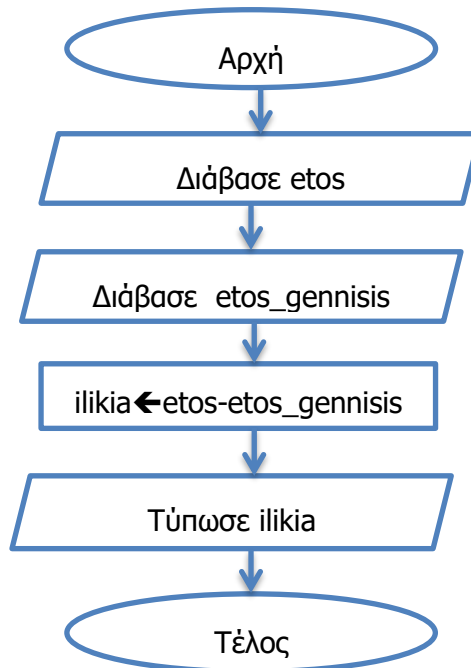 Αρχή
Διάβασε etos
Διάβασε etos_gennisis
ilikia🡸etos-etos_gennisis
Τύπωσε ilikia
Τέλος